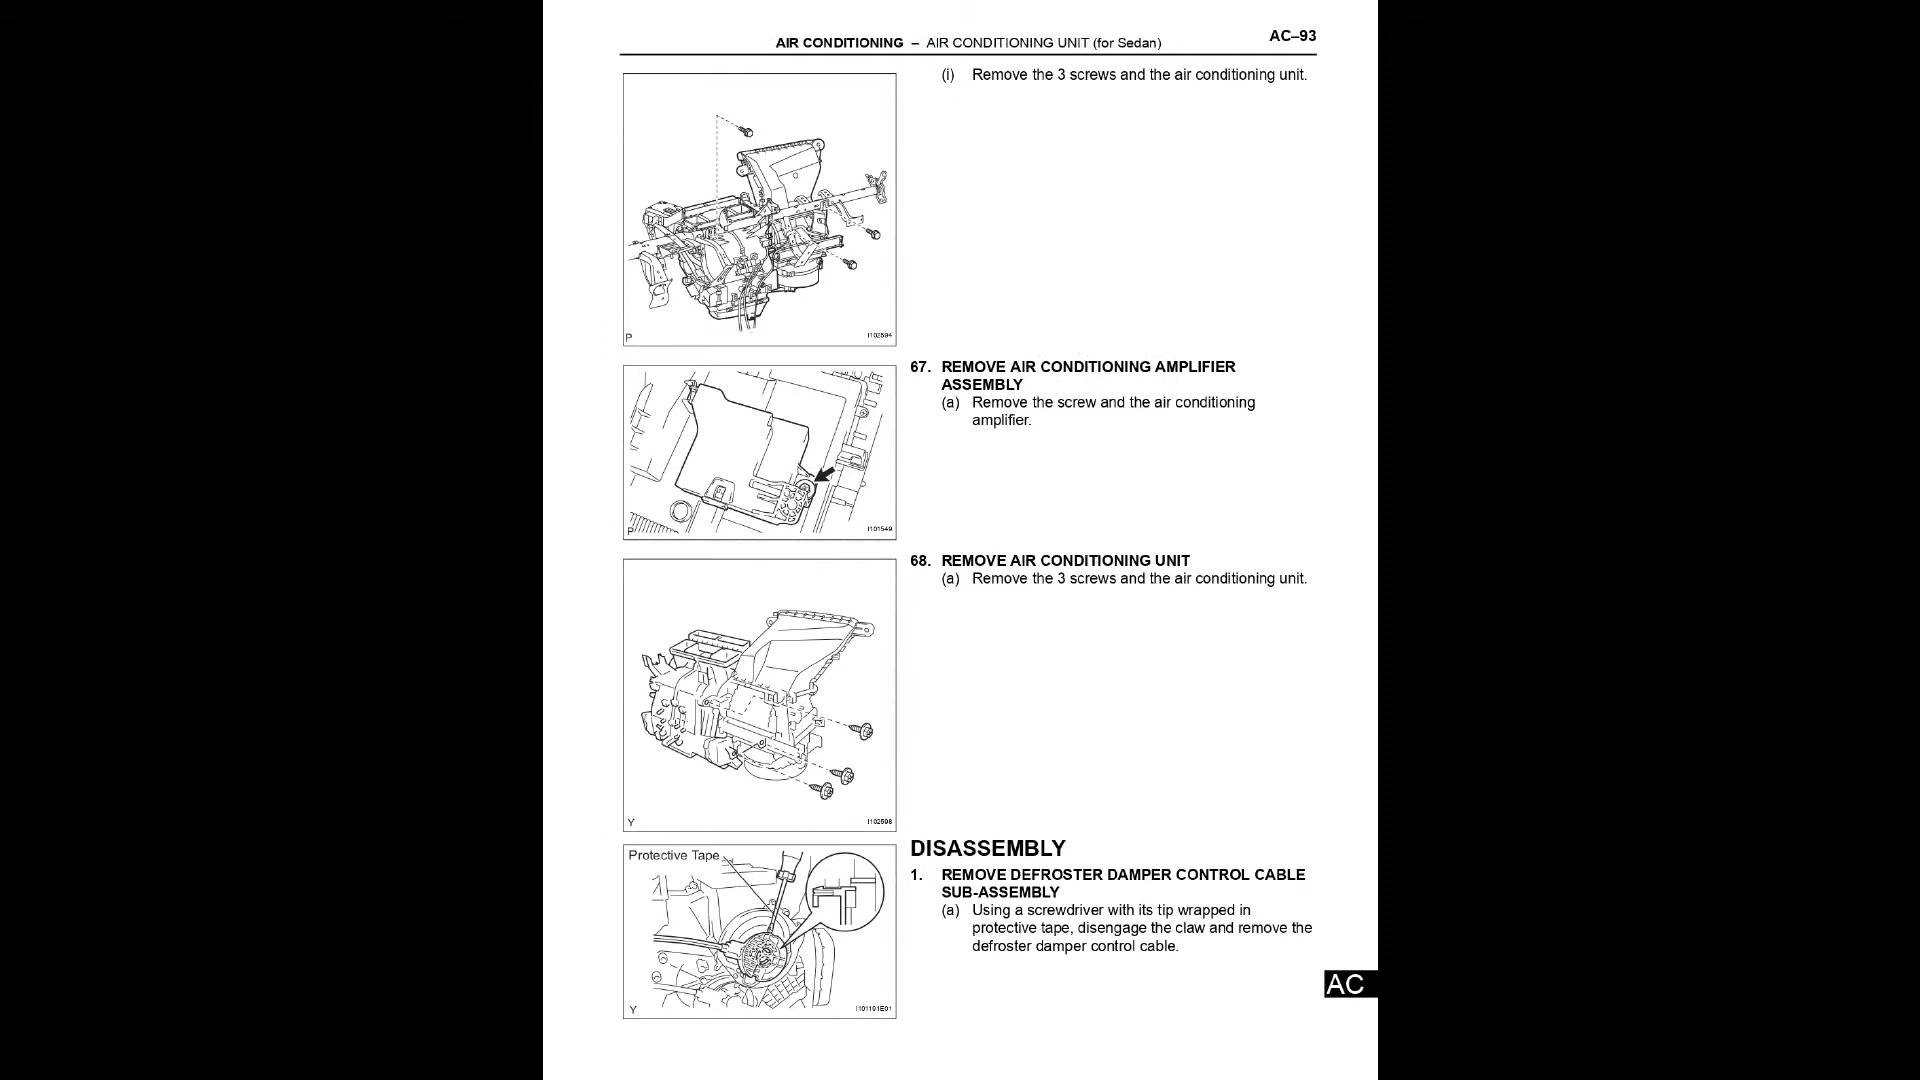 AIR CONDITIONING – AIR CONDITIONING UNIT (for Sedan)
AC–93
(i) Remove the 3 screws and the air conditioning unit.
P
I102594
67. REMOVE AIR CONDITIONING AMPLIFIER
ASSEMBLY
(a) Remove the screw and the air conditioning
amplifier.
P
I101549
68. REMOVE AIR CONDITIONING UNIT
(a) Remove the 3 screws and the air conditioning unit.
Y
I102598
DISASSEMBLY
Protective Tape
1. REMOVE DEFROSTER DAMPER CONTROL CABLE
SUB-ASSEMBLY
(a) Using a screwdriver with its tip wrapped in
protective tape, disengage the claw and remove the
defroster damper control cable.
Y
I101191E01
AC